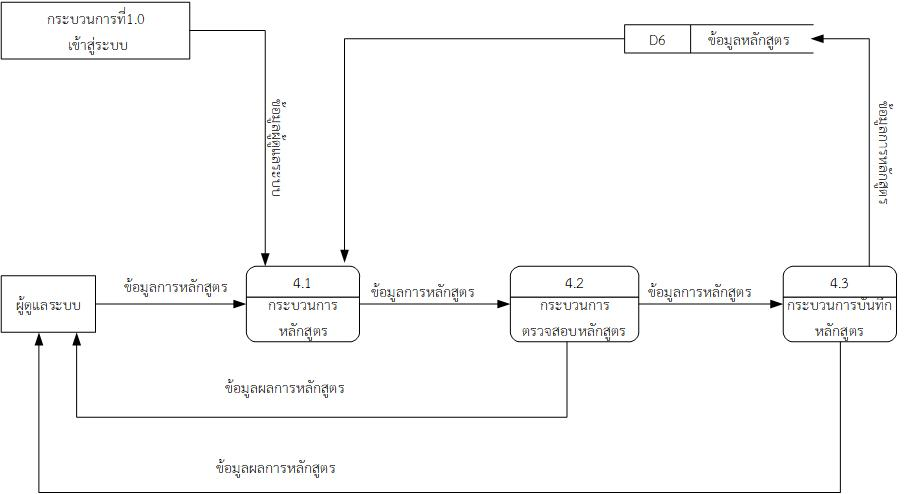 กระบวนการที่1.0
เข้าสู่ระบบ
D6
ข้อมูลหลักสูตร
ข้อมูลผู้ดูแลระบบ
ข้อมูลการหลักสูตร
ผู้ดูแลระบบ
ข้อมูลการหลักสูตร
4.1
กระบวนการ
หลักสูตร
ข้อมูลการหลักสูตร
4.2
กระบวนการ
ตรวจสอบหลักสูตร
ข้อมูลการหลักสูตร
4.3
กระบวนการบันทึก
หลักสูตร
ข้อมูลผลการหลักสูตร
ข้อมูลผลการหลักสูตร